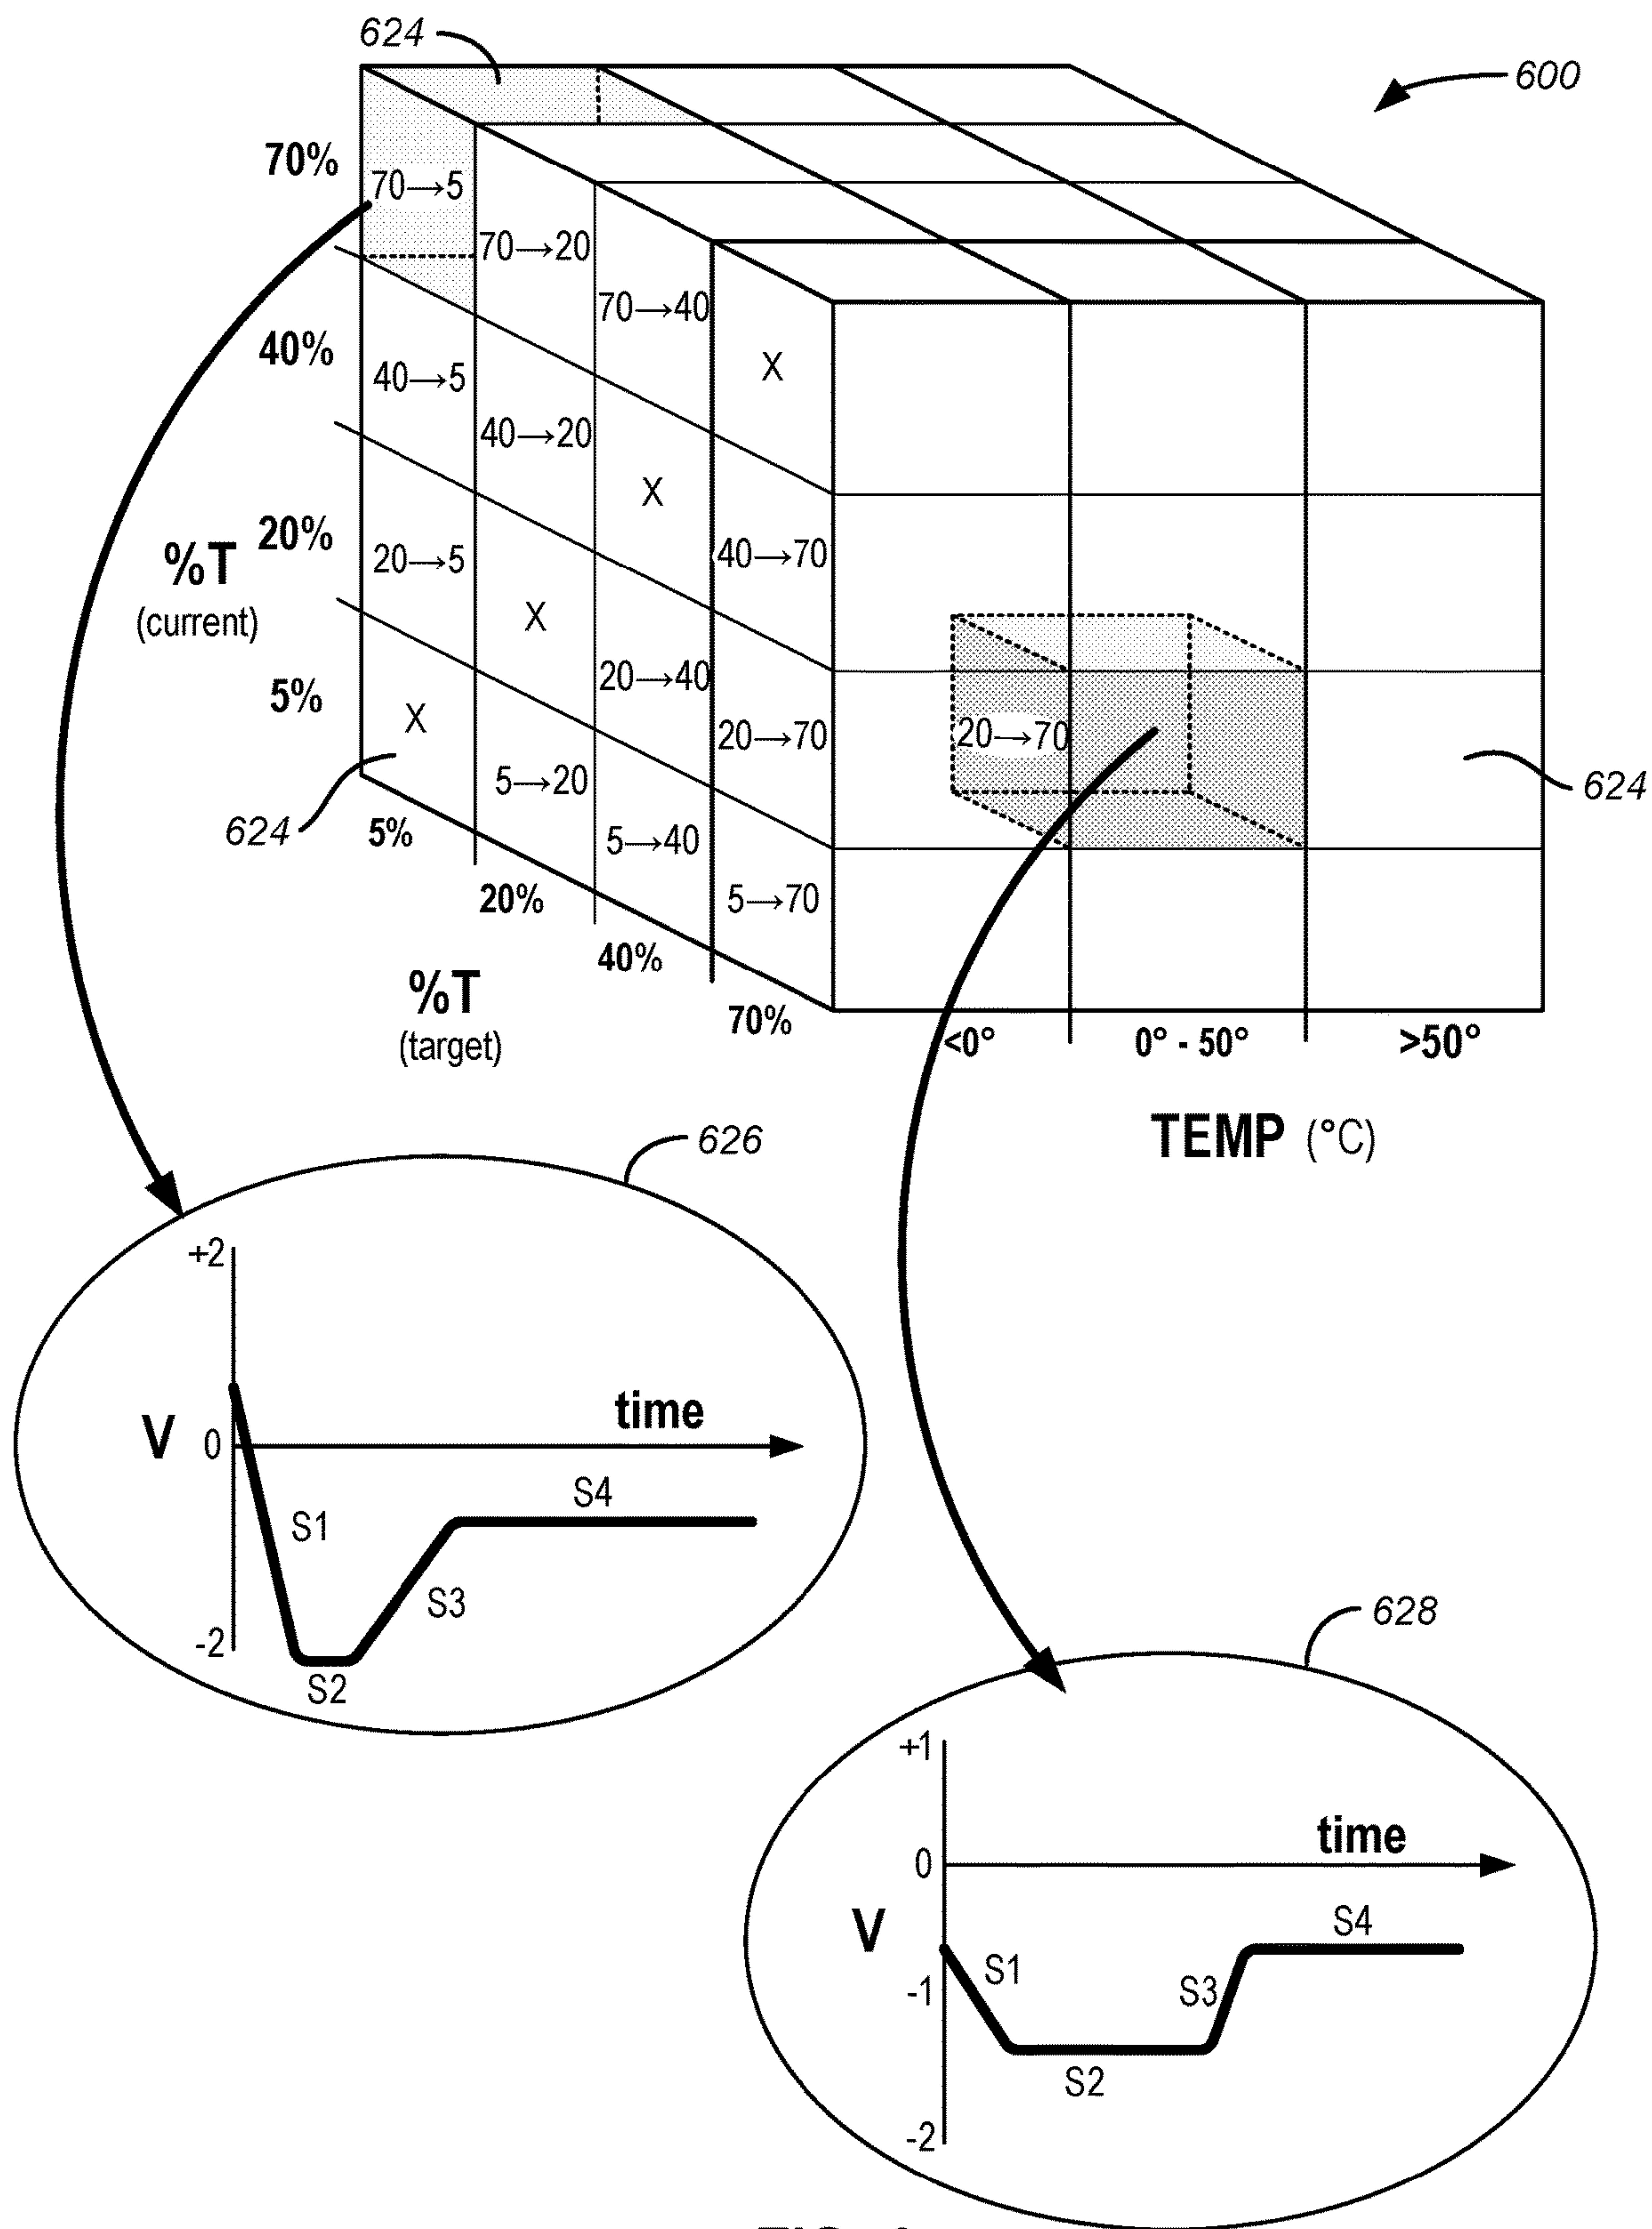 624
600
70%
70→5
70→20
70→40
X
40%
40→5
40→20
X
40→70
20%
%T
(current)
20→5
X
20→40
20→70
20→70
5%
X
5→20
5→40
5→70
624
624
5%
20%
40%
70%
%T
(target)
<0°
0° - 50°
>50°
TEMP (°C)
626
+2
time
V
0
S4
S1
S3
-2
S2
628
+1
time
0
V
S4
S1
-1
S3
S2
-2